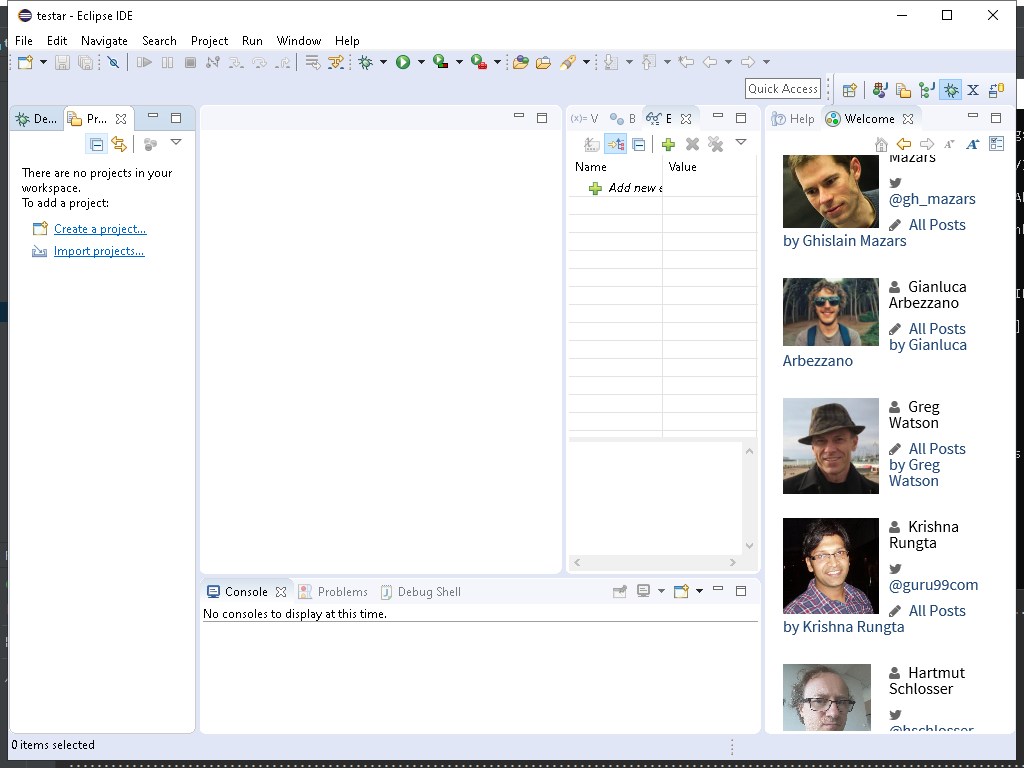 testar - Eclipse IDE
File Edit Navigate Search Project Run Window Help
Quick Access
De...
Pr...
There are no projects in your
workspace.
To add a project:
Create a project...
Import projects...
(x)= V
B
E
Name Value
Add new e
Console Problems Debug Shell
No consoles to display at this time.
Help
Welcome
Mazars
@gh_mazars
All Posts
by Ghislain Mazars
Gianluca
Arbezzano
All Posts
by Gianluca
Arbezzano
Greg
Watson
All Posts
by Greg
Watson
Krishna
Rungta
@guru99com
All Posts
by Krishna Rungta
Hartmut
Schlosser
@hschlosser
0 items selected